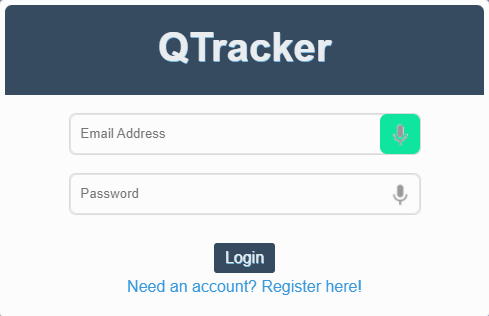 QTracker
Email Address
Password
Login
Need an account? Register here!